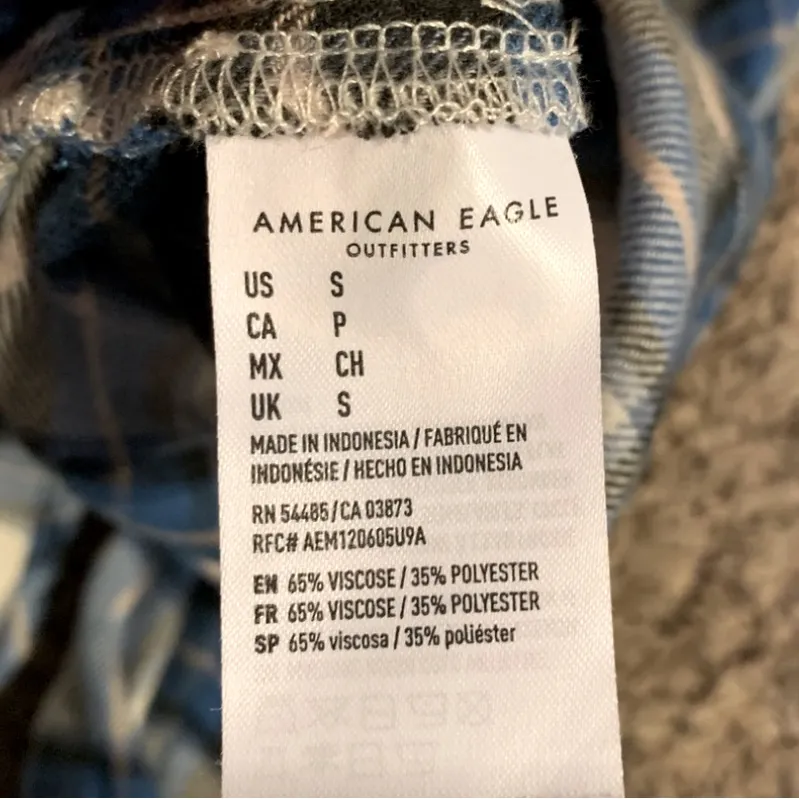 AMERICAN EAGLE
OUTFITTERS
US S
CA P
MX CH
UK S
MADE IN INDONESIA / FABRIQUÉ EN
INDONÉSIE / HECHO EN INDONESIA
RN 54485/CA 03873
RFC# AEM120605U9A
EN 65% VISCOSE / 35% POLYESTER
FR 65% VISCOSE / 35% POLYESTER
SP 65% viscosa / 35% poliéster